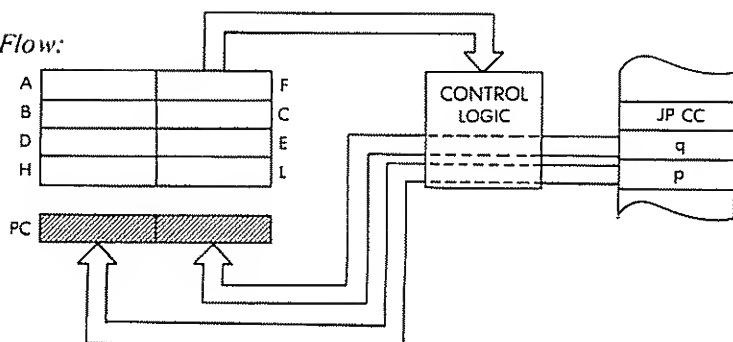 Flow:
A F
B C
D E
H L
PC
CONTROL
LOGIC
JP CC
q
p